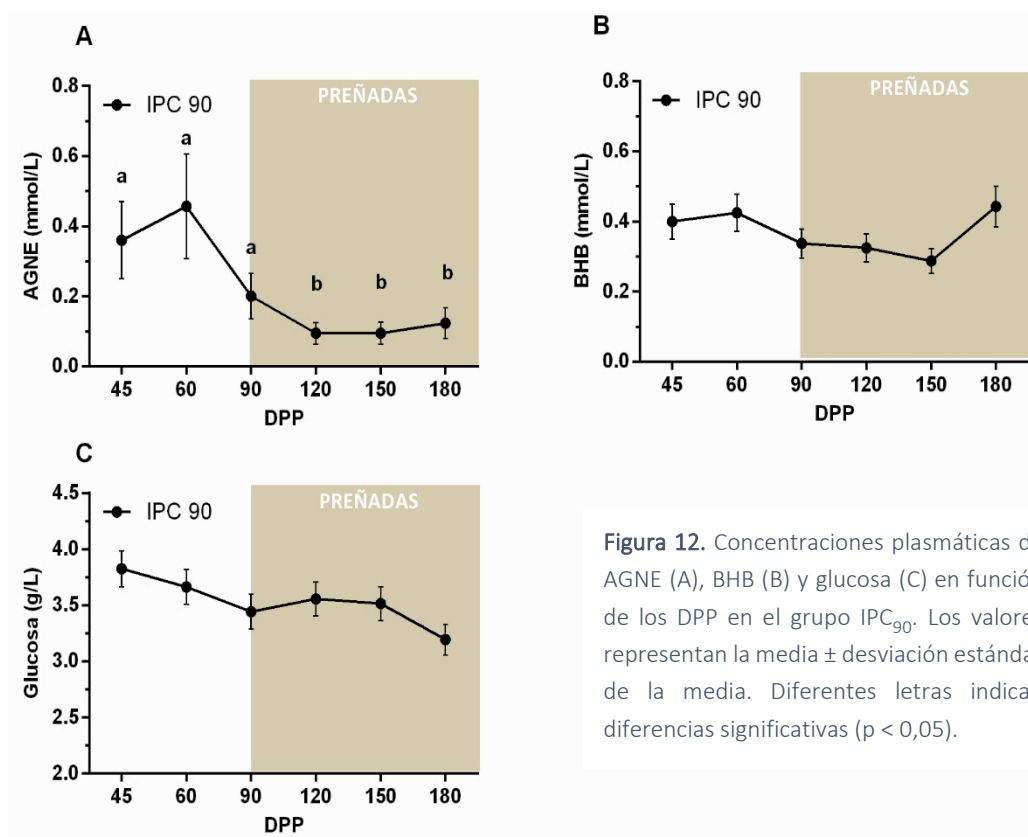 A
PREÑADAS
IPC 90
a
a
a
b
b
b
AGNE (mmol/L)
0.8
0.6
0.4
0.2
0.0
45 60 90 120 150 180
DPP
B
PREÑADAS
IPC 90
BHB (mmol/L)
0.8
0.6
0.4
0.2
0.0
45 60 90 120 150 180
DPP
C
PREÑADAS
IPC 90
Glucosa (g/L)
4.5
4.0
3.5
3.0
2.5
2.0
45 60 90 120 150 180
DPP
Figura 12. Concentraciones plasmáticas d
AGNE (A), BHB (B) y glucosa (C) en funció
de los DPP en el grupo IPC90. Los valore
representan la media ± desviación estánda
de la media. Diferentes letras indica
diferencias significativas (p < 0,05).